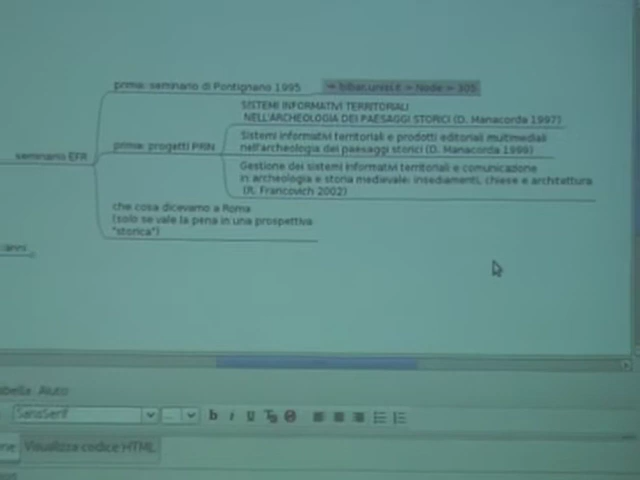 prima: seminario di Pontignano 1995
SISTEMI INFORMATIVI TERRITORIALI
NELL'ARCHEOLOGIA DEI PAESAGGI STORICI (D. Manacorda 1997)
prima: progetti PRIN
Sistemi informativi territoriali e prodotti editoriali multimediali
nell'archeologia dei paesaggi storici (D. Manacorda 1999)
seminario EFR
Gestione dei sistemi informativi territoriali e comunicazione
in archeologia e storia medievale: insediamenti, chiese e architettura
(R. Francovich 2002)
che cosa dicevamo a Roma
(solo se vale la pena in una prospettiva
"storica")
anni
abella Aiuto
SansSerif
b i u
ne Visualizza codice HTML